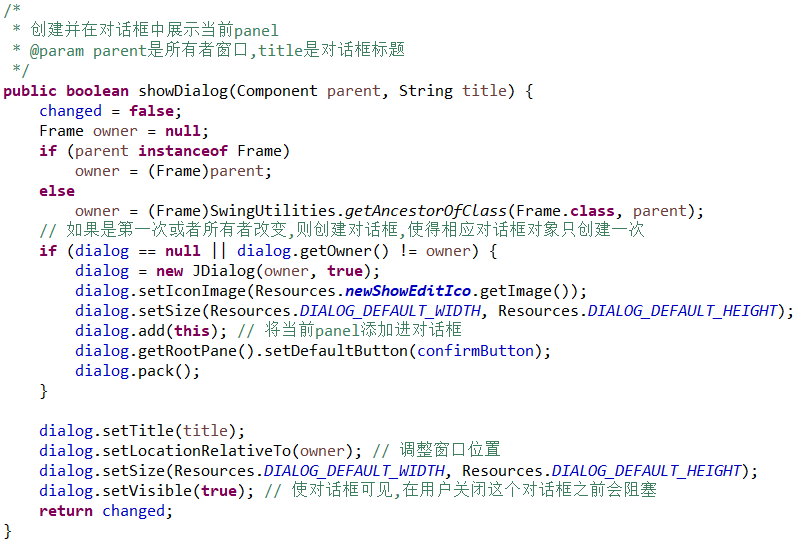 /*
 * 创建并在对话框中展示当前panel
 * @param parent是所有者窗口,title是对话框标题
 */
public boolean showDialog(Component parent, String title) {
    changed = false;
    Frame owner = null;
    if (parent instanceof Frame)
        owner = (Frame)parent;
    else
        owner = (Frame)SwingUtilities.getAncestorOfClass(Frame.class, parent);
    // 如果是第一次或者所有者改变,则创建对话框,使得相应对话框对象只创建一次
    if (dialog == null || dialog.getOwner() != owner) {
        dialog = new JDialog(owner, true);
        dialog.setIconImage(Resources.newShowEditIco.getImage());
        dialog.setSize(Resources.DIALOG_DEFAULT_WIDTH, Resources.DIALOG_DEFAULT_HEIGHT);
        dialog.add(this); // 将当前panel添加进对话框
        dialog.getRootPane().setDefaultButton(confirmButton);
        dialog.pack();
    }

    dialog.setTitle(title);
    dialog.setLocationRelativeTo(owner); // 调整窗口位置
    dialog.setSize(Resources.DIALOG_DEFAULT_WIDTH, Resources.DIALOG_DEFAULT_HEIGHT);
    dialog.setVisible(true); // 使对话框可见,在用户关闭这个对话框之前会阻塞
    return changed;
}